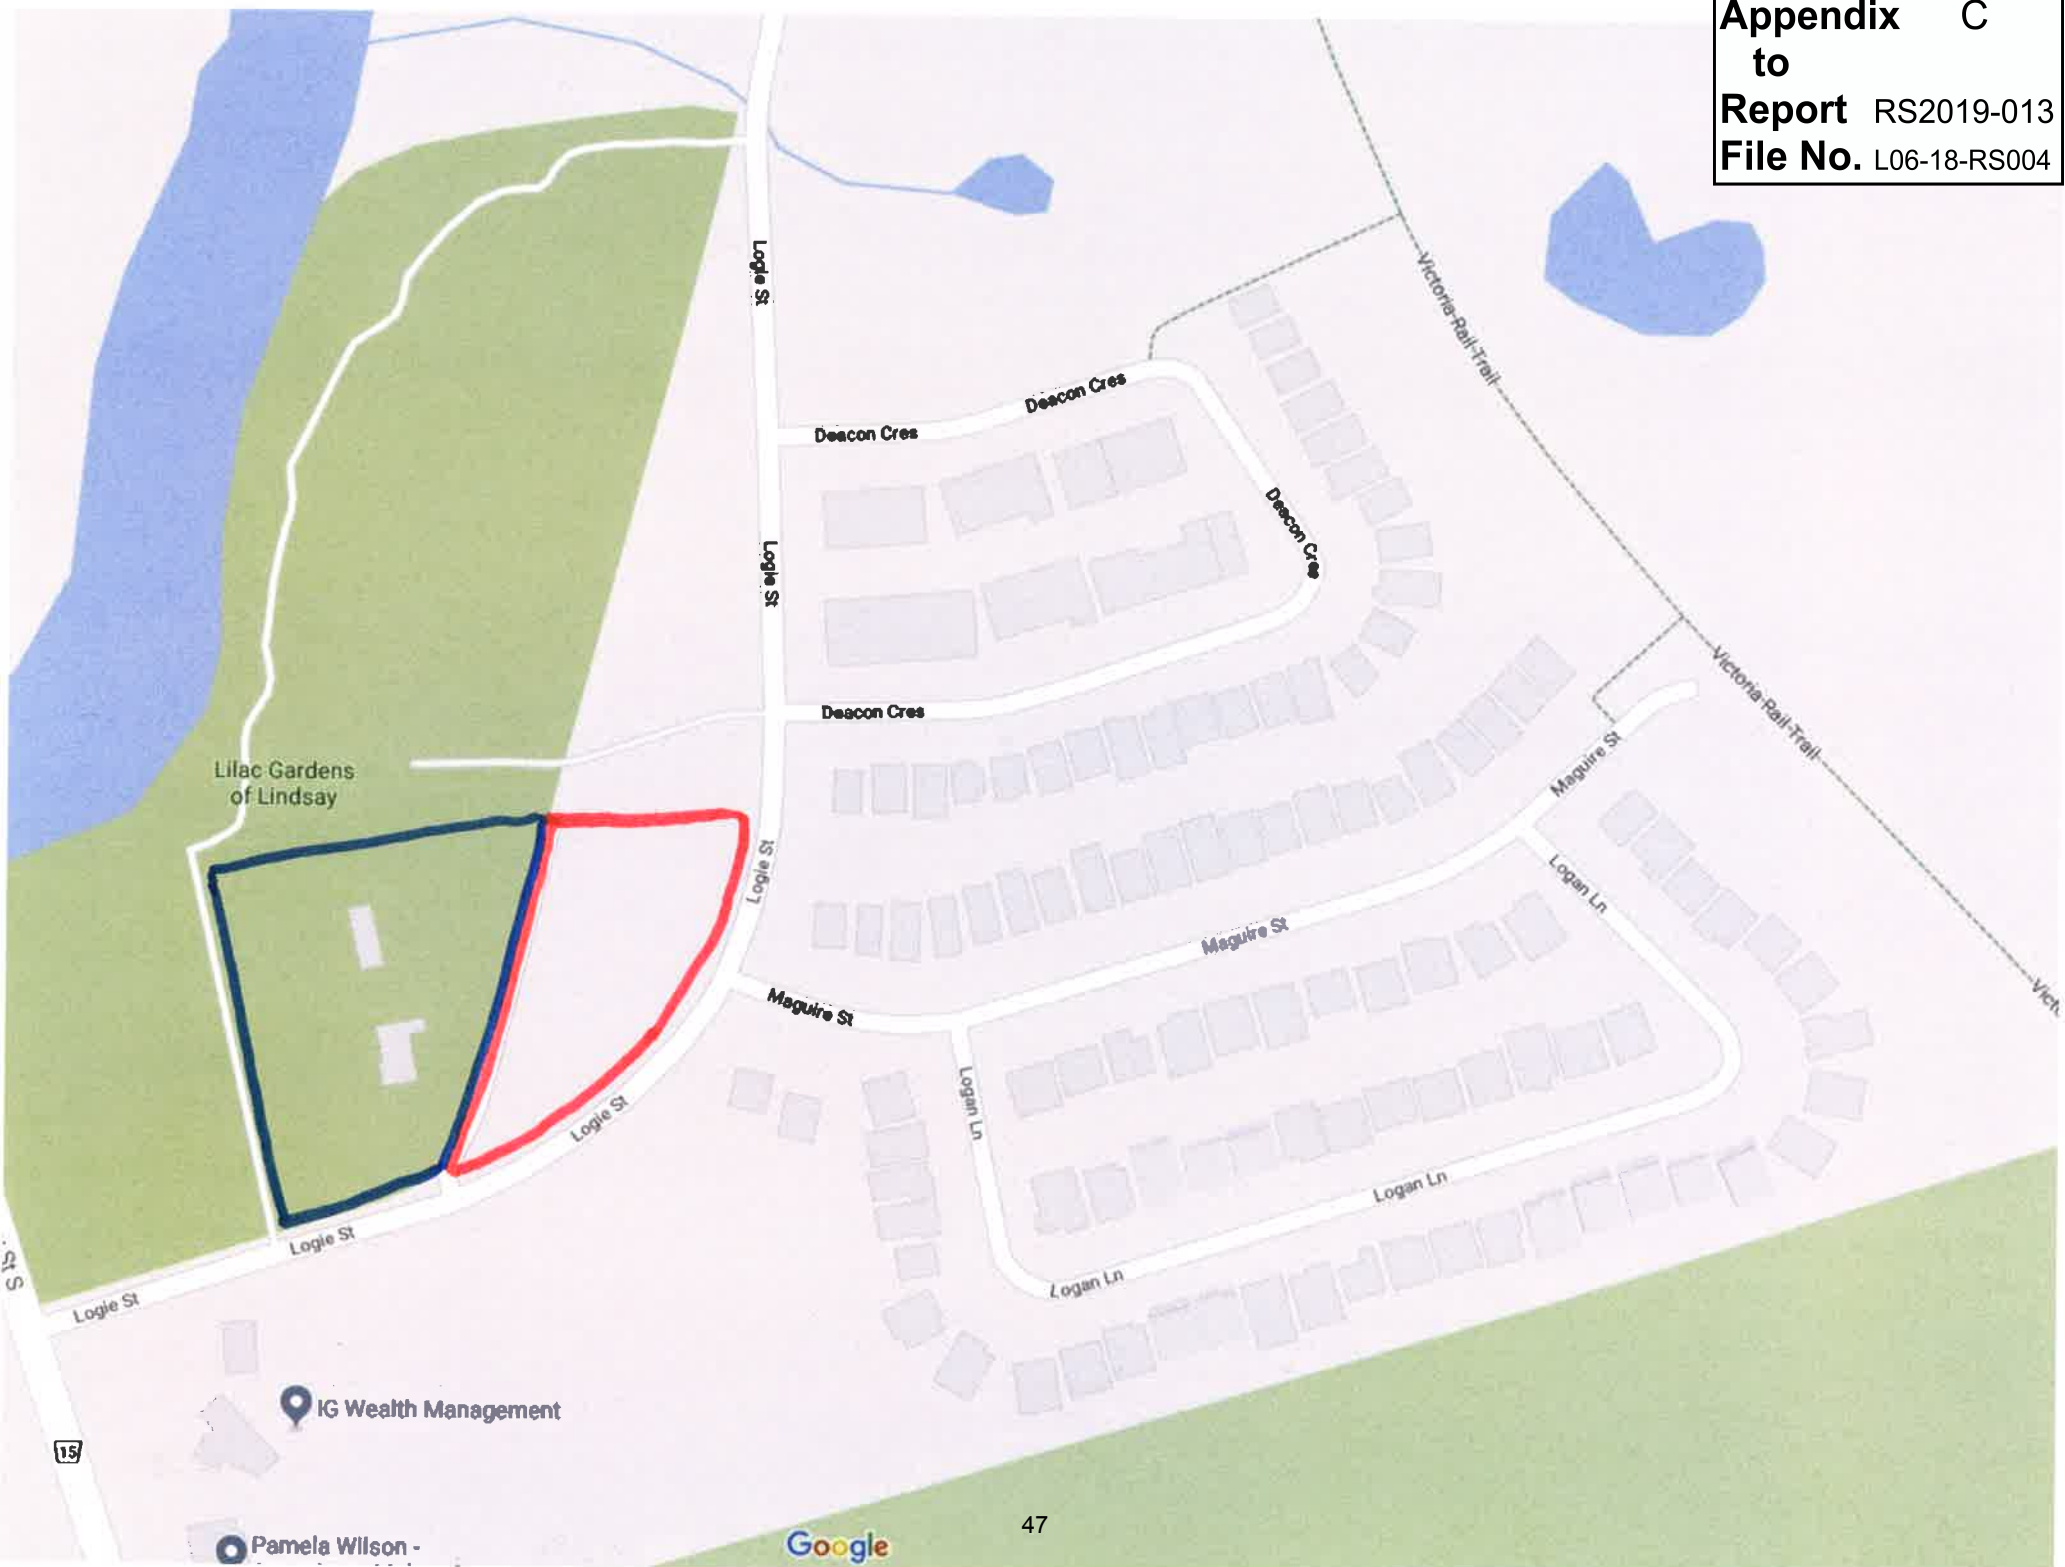 Appendix C
to
Report RS2019-013
File No. L06-18-RS004
Logie St
Victoria Rail Trail
Deacon Cres
Deacon Cres
Deacon Cres
Logie St
Deacon Cres
Victoria Rail Trail
Maguire St
Lilac Gardens
of Lindsay
Logie St
Logan Ln
Maguire St
Maguire St
Logie St
Logan Ln
Logan Ln
Logie St
St S
Logan Ln
Logie St
IG Wealth Management
15
Pamela Wilson -
47
Google